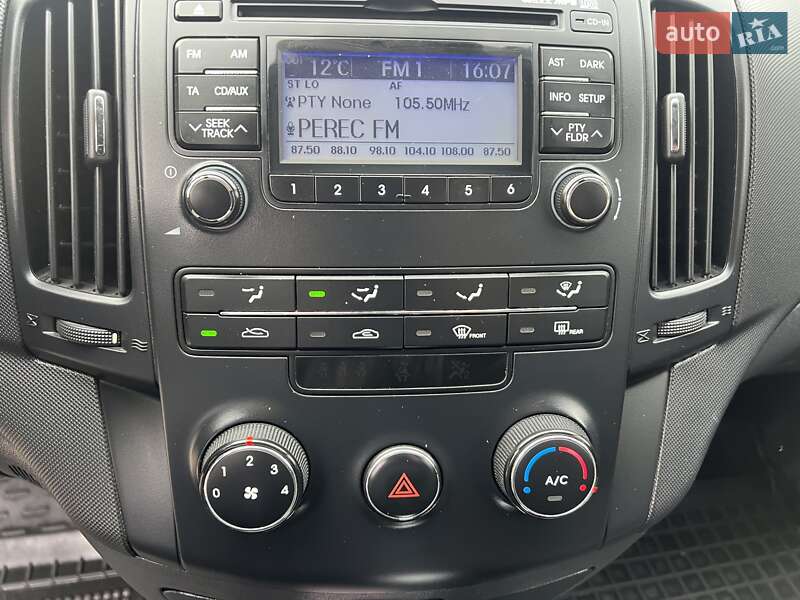 auto RIA
CD-IN
FM AM
TA CD/AUX
SEEK
TRACK
12°C FM 1 16:07
ST LO AF
PTY None 105.50MHz
PEREC FM
87.50 88.10 98.10 104.10 108.00 87.50
AST DARK
INFO SETUP
PTY
FLDR
1 2 3 4 5 6
FRONT
REAR
0 1 2 3 4
A/C